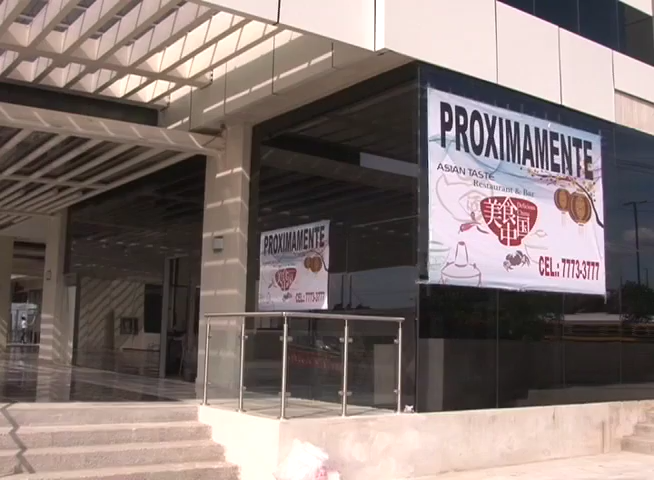 PROXIMAMENTE
ASIAN TASTE
Restaurant & Bar
美食
中国
CEL.: 7773-3777
PROXIMAMENTE
CEL.: 7773-3777